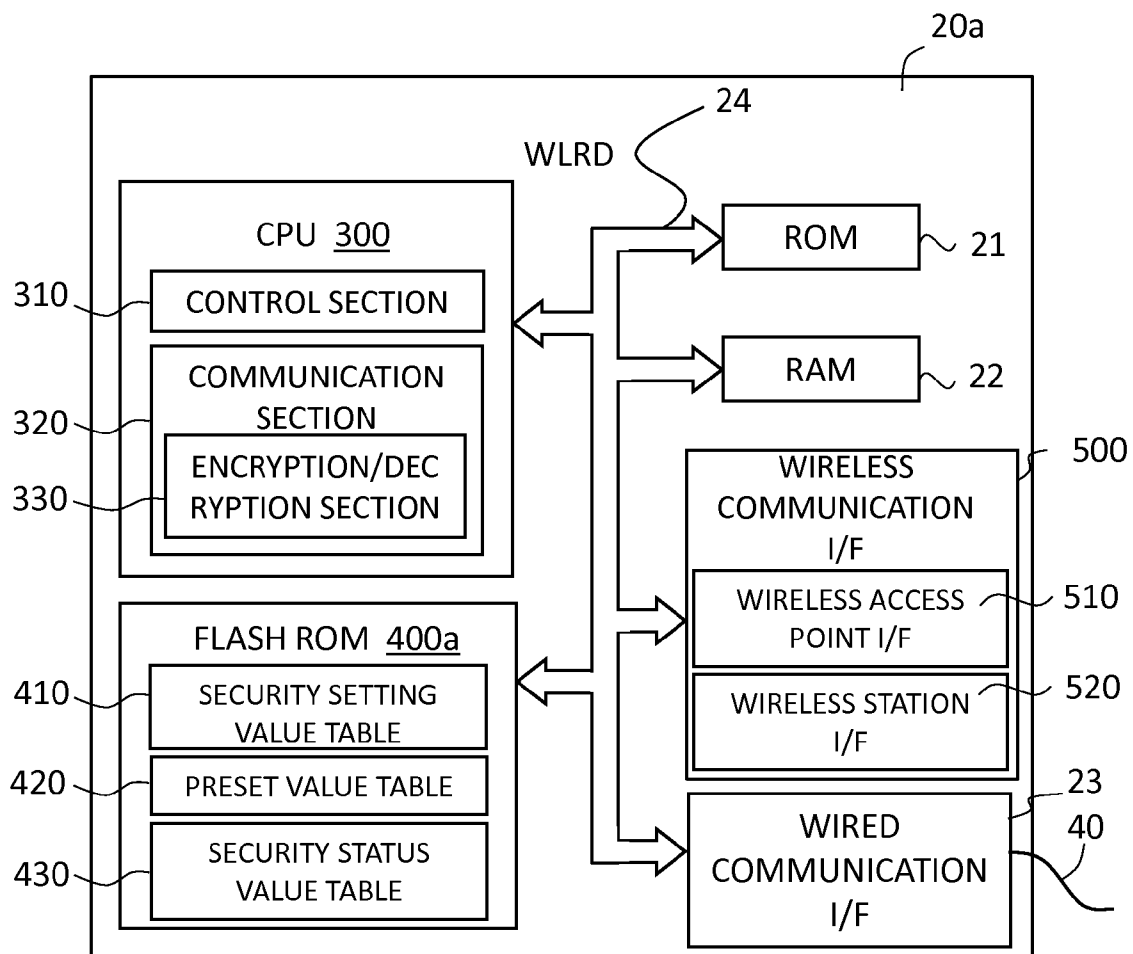 20a
24
WLRD
CPU 300
310
CONTROL SECTION
320
COMMUNICATION
SECTION
330
ENCRYPTION/DEC
RYPTION SECTION
FLASH ROM 400a
410
SECURITY SETTING
VALUE TABLE
420
PRESET VALUE TABLE
430
SECURITY STATUS
VALUE TABLE
ROM
21
RAM
22
500
WIRELESS
COMMUNICATION
I/F
WIRELESS ACCESS
POINT I/F
510
WIRELESS STATION
I/F
520
23
WIRED
COMMUNICATION
I/F
40